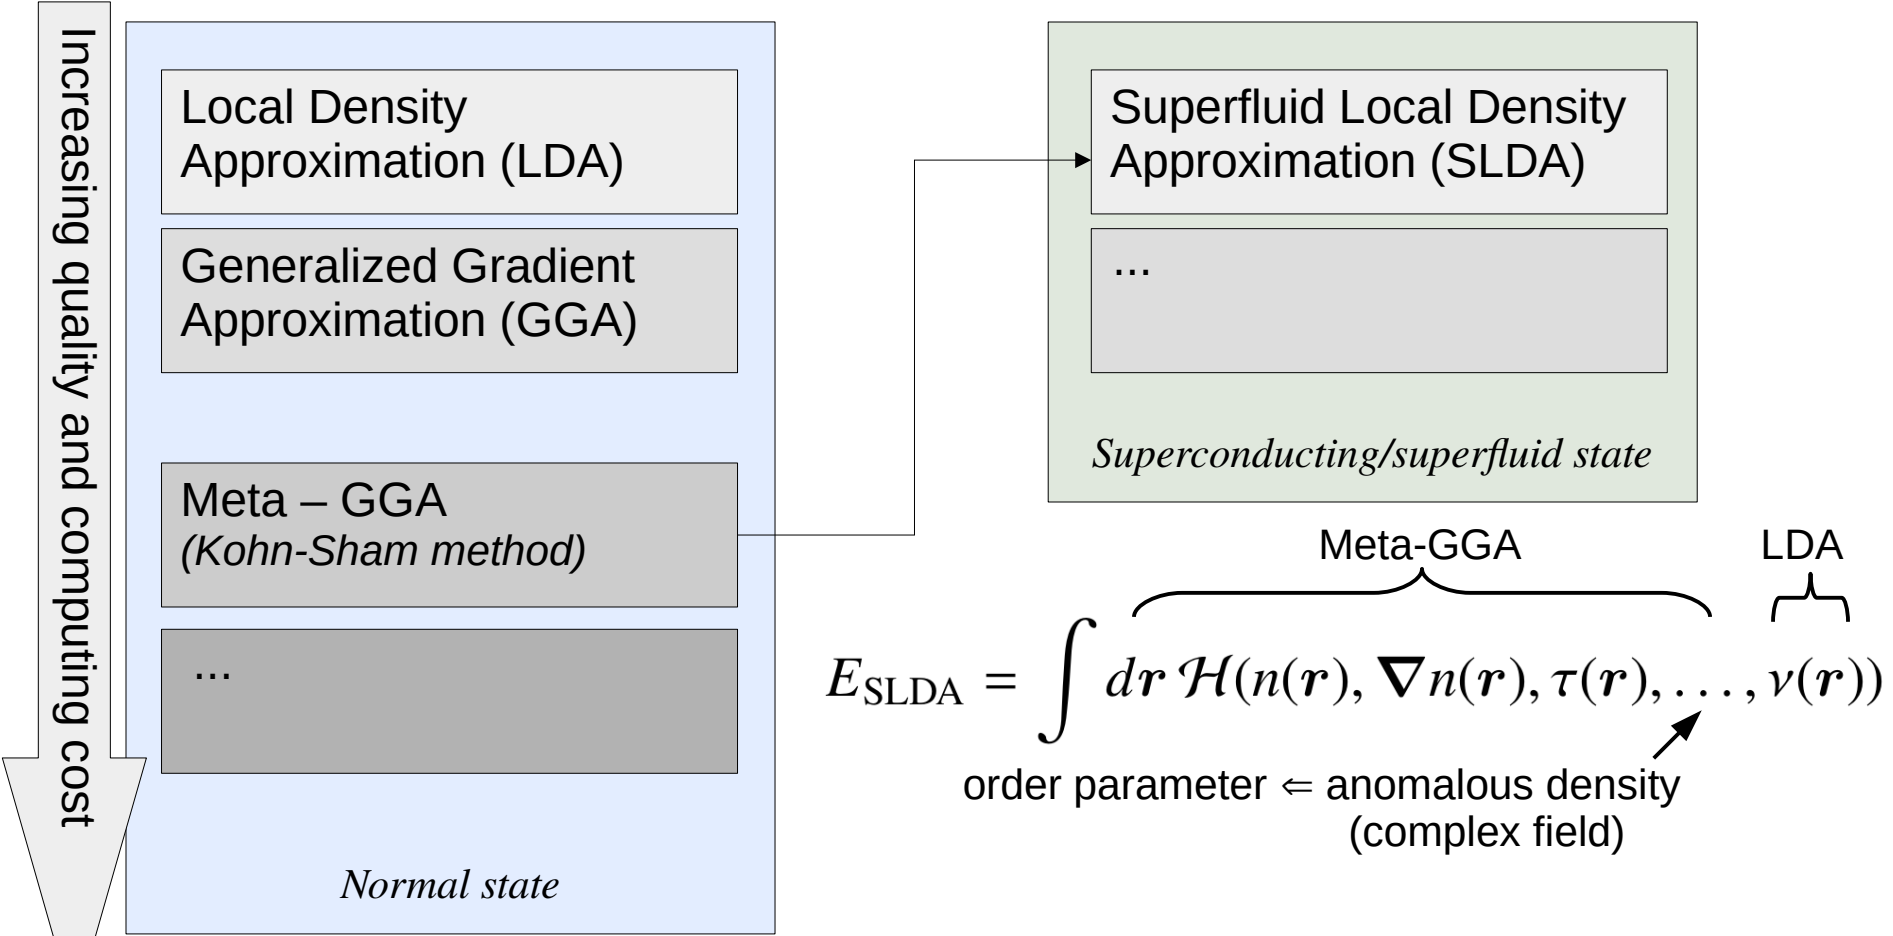 Increasing quality and computing cost
Local Density
Approximation (LDA)
Generalized Gradient
Approximation (GGA)
Meta – GGA
(Kohn-Sham method)
...
Normal state
Superfluid Local Density
Approximation (SLDA)
...
Superconducting/superfluid state
Meta-GGA LDA
E_SLDA = ∫ d𝒓 ℋ(n(𝒓), ∇n(𝒓), τ(𝒓), . . . , ν(𝒓))
order parameter ⇐ anomalous density
(complex field)